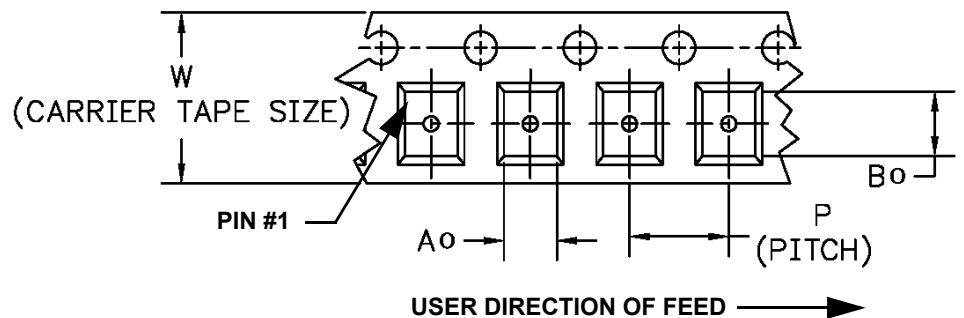 W
(CARRIER TAPE SIZE)
PIN #1
Ao
Bo
P
(PITCH)
USER DIRECTION OF FEED